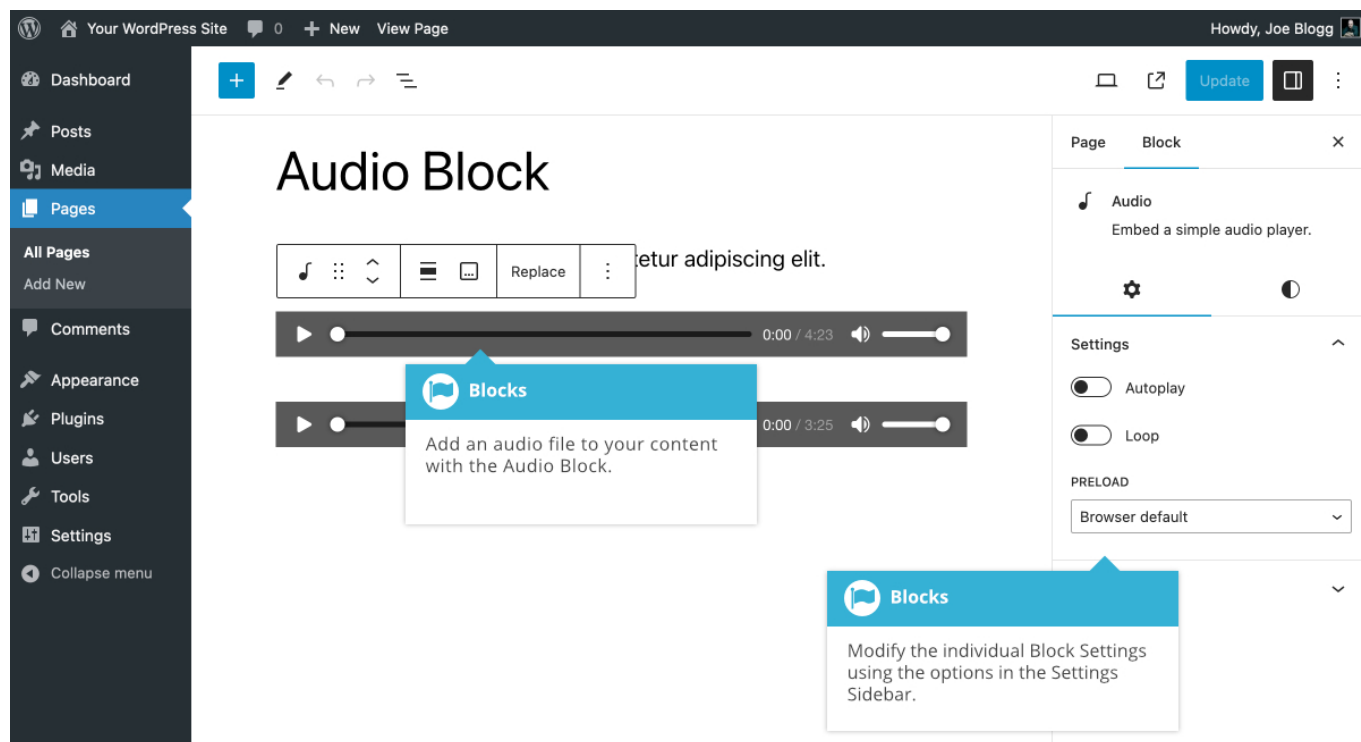 Your WordPress Site 0 + New View Page Howdy, Joe Blogg
Dashboard
Posts
Media
Pages
All Pages
Add New
Comments
Appearance
Plugins
Users
Tools
Settings
Collapse menu
Update
Audio Block
etur adipiscing elit.
Replace
0:00 / 4:23
Blocks
Add an audio file to your content
with the Audio Block.
0:00 / 3:25
Page Block
Audio
Embed a simple audio player.
Settings
Autoplay
Loop
PRELOAD
Browser default
Blocks
Modify the individual Block Settings
using the options in the Settings
Sidebar.